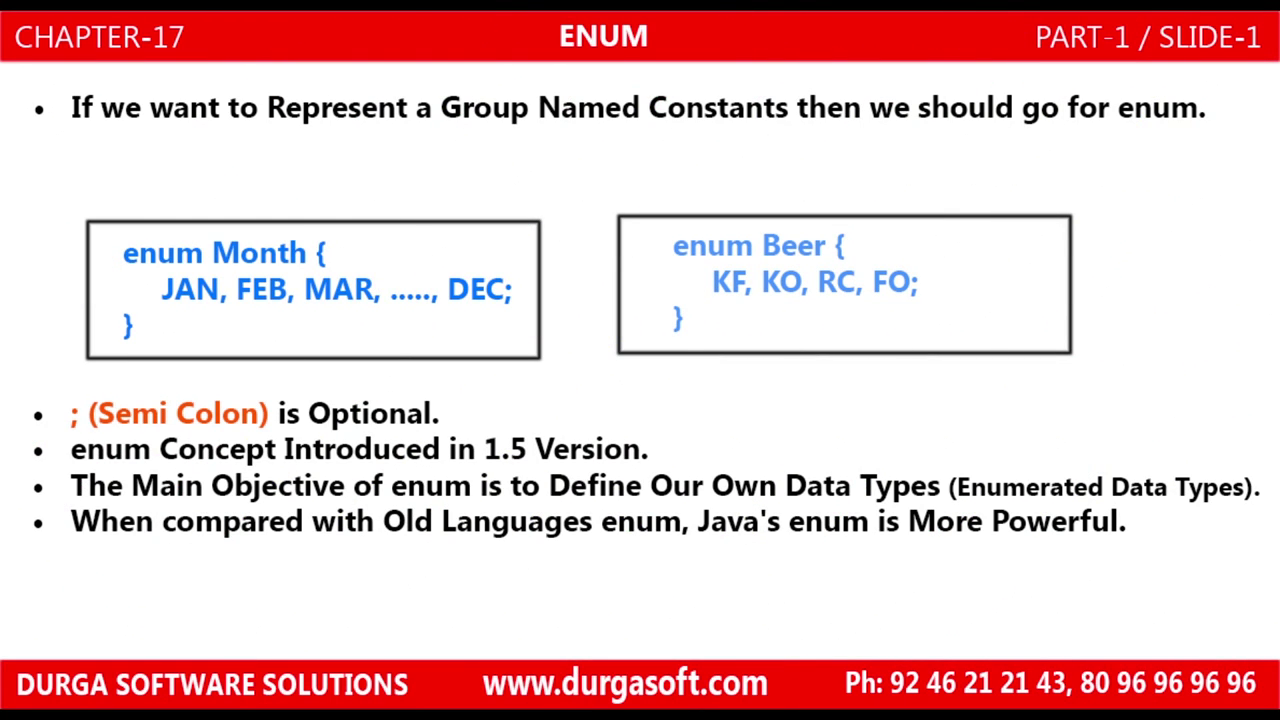 CHAPTER-17 ENUM PART-1 / SLIDE-1
• If we want to Represent a Group Named Constants then we should go for enum.
enum Month {
JAN, FEB, MAR, ....., DEC;
}
enum Beer {
KF, KO, RC, FO;
}
• ; (Semi Colon) is Optional.
• enum Concept Introduced in 1.5 Version.
• The Main Objective of enum is to Define Our Own Data Types (Enumerated Data Types).
• When compared with Old Languages enum, Java's enum is More Powerful.
DURGA SOFTWARE SOLUTIONS www.durgasoft.com Ph: 92 46 21 21 43, 80 96 96 96 96